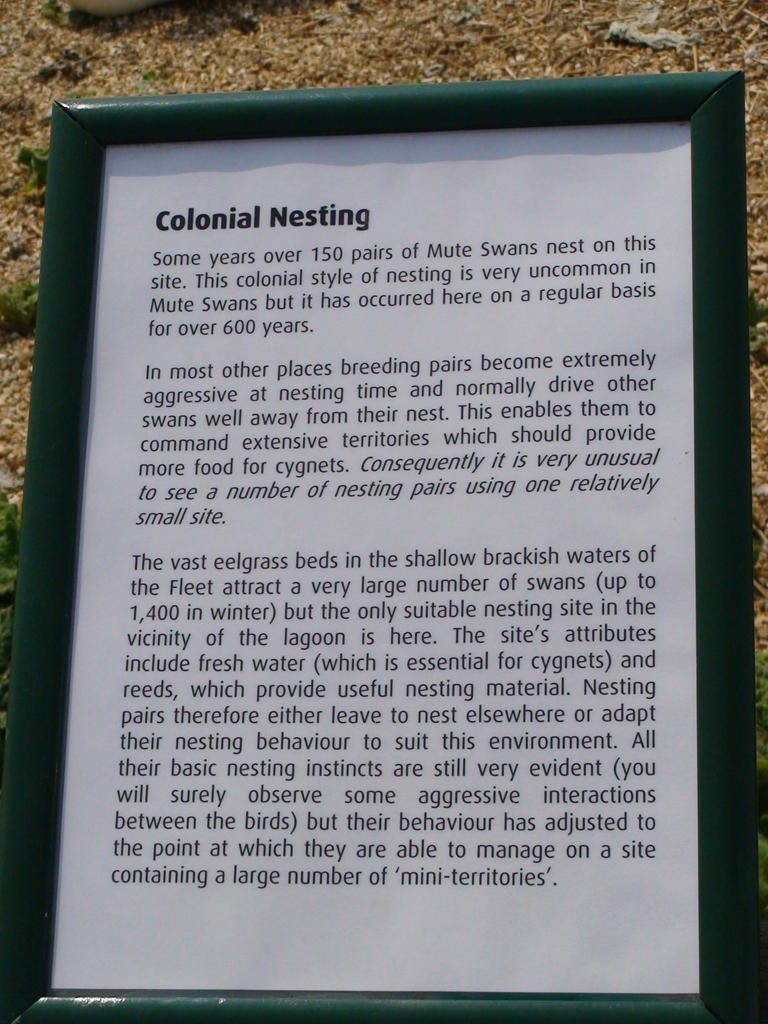 Colonial Nesting
Some years over 150 pairs of Mute Swans nest on this
site. This colonial style of nesting is very uncommon in
Mute Swans but it has occurred here on a regular basis
for over 600 years.
In most other places breeding pairs become extremely
aggressive at nesting time and normally drive other
swans well away from their nest. This enables them to
command extensive territories which should provide
more food for cygnets. Consequently it is very unusual
to see a number of nesting pairs using one relatively
small site.
The vast eelgrass beds in the shallow brackish waters of
the Fleet attract a very large number of swans (up to
1,400 in winter) but the only suitable nesting site in the
vicinity of the lagoon is here. The site's attributes
include fresh water (which is essential for cygnets) and
reeds, which provide useful nesting material. Nesting
pairs therefore either leave to nest elsewhere or adapt
their nesting behaviour to suit this environment. All
their basic nesting instincts are still very evident (you
will surely observe some aggressive interactions
between the birds) but their behaviour has adjusted to
the point at which they are able to manage on a site
containing a large number of 'mini-territories'.